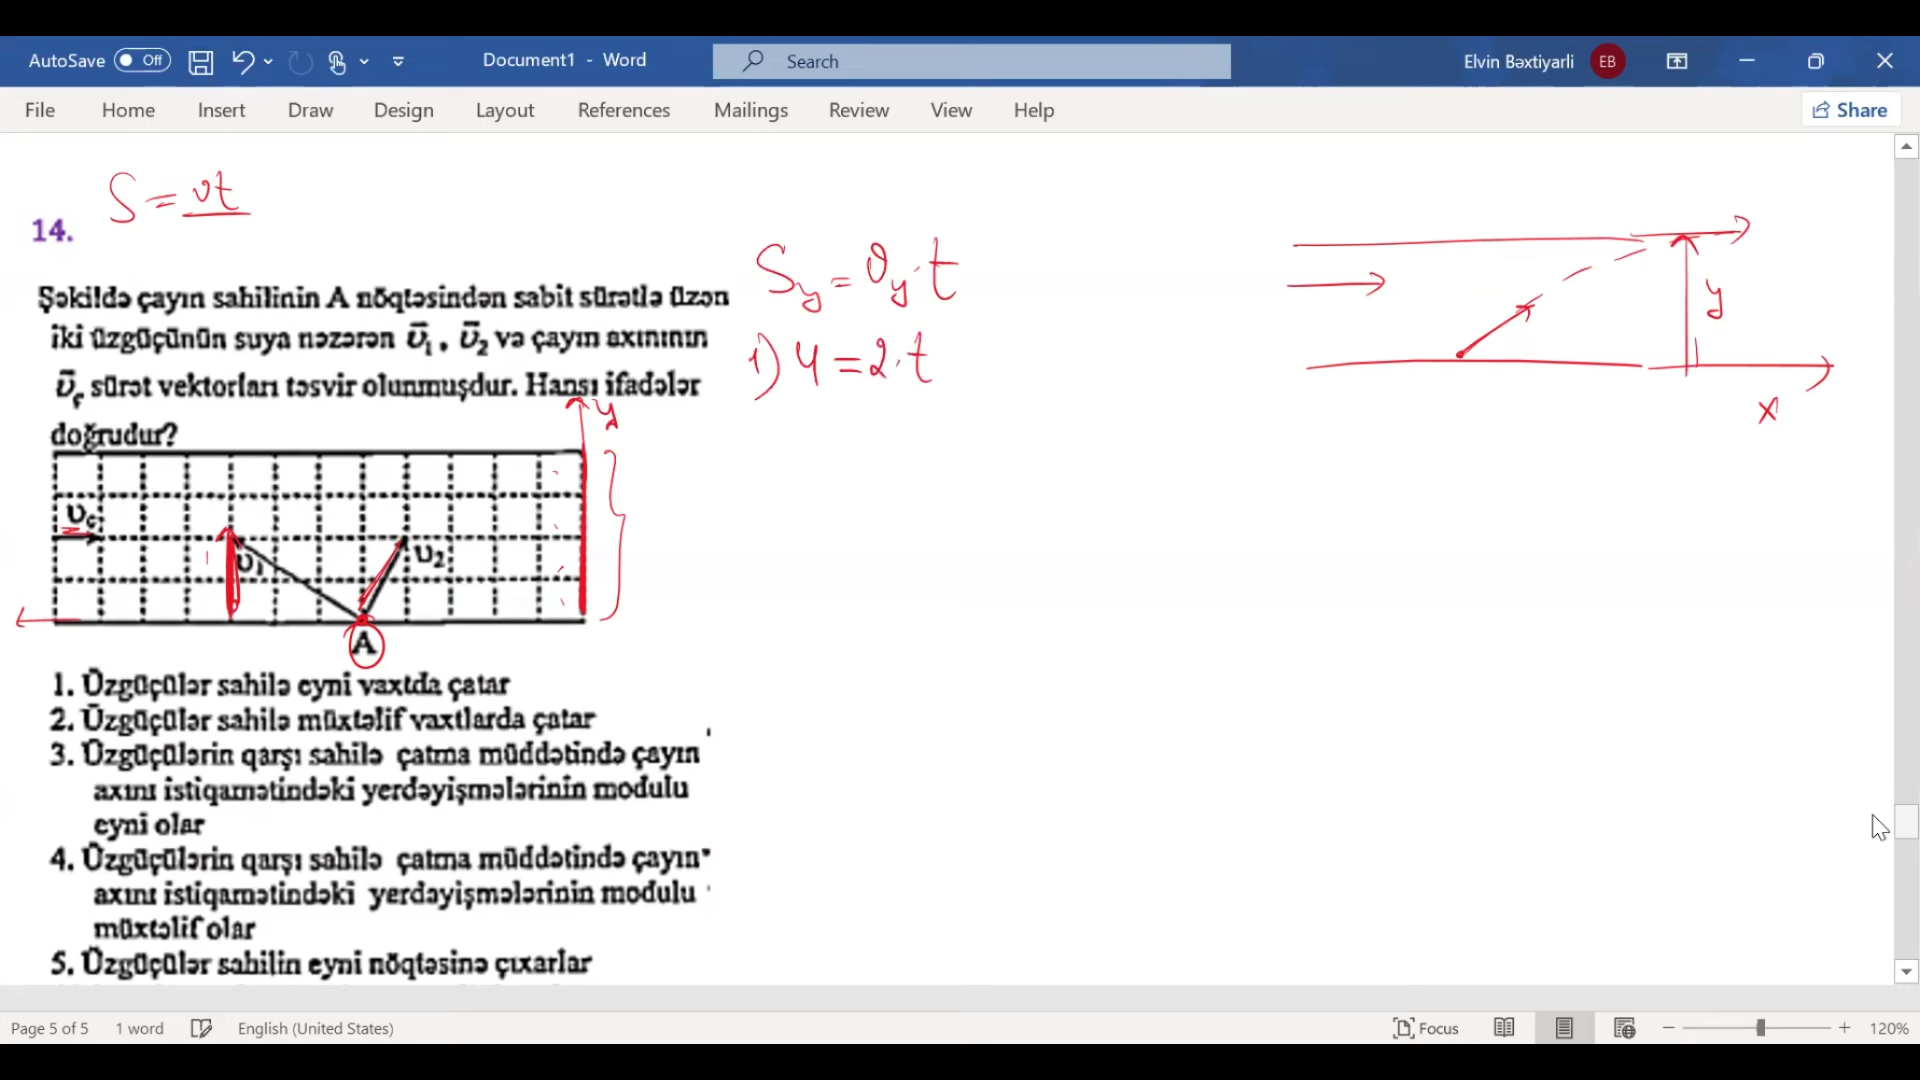 AutoSave Off Document1 - Word Search Elvin Bəxtiyarli EB
File Home Insert Draw Design Layout References Mailings Review View Help Share
S = vt
14.
Şəkildə çayın sahilinin A nöqtəsindən sabit sürətlə üzən
iki üzgüçünün suya nəzərən ῡ₁ , ῡ₂ və çayın axınının
ῡç sürət vektorları təsvir olunmuşdur. Hansı ifadələr
doğrudur?
Sy = vy · t
1) 4 = 2 · t
y
x
y
υç
υ₁
υ₂
A
1. Üzgüçülər sahilə eyni vaxtda çatar
2. Üzgüçülər sahilə müxtəlif vaxtlarda çatar
3. Üzgüçülərin qarşı sahilə çatma müddətində çayın
axını istiqamətindəki yerdəyişmələrinin modulu
eyni olar
4. Üzgüçülərin qarşı sahilə çatma müddətində çayın
axını istiqamətindəki yerdəyişmələrinin modulu
müxtəlif olar
5. Üzgüçülər sahilin eyni nöqtəsinə çıxarlar
Page 5 of 5 1 word English (United States) Focus 120%